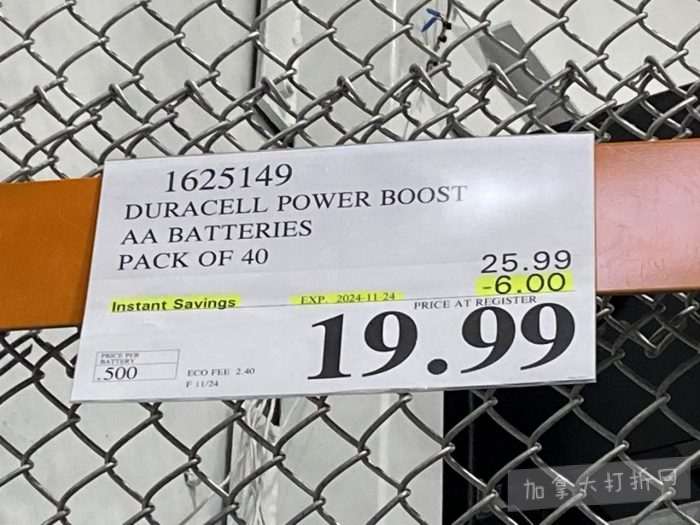 1625149
DURACELL POWER BOOST
AA BATTERIES
PACK OF 40
25.99
-6.00
Instant Savings
EXP. 2024-11-24
PRICE AT REGISTER
19.99
PRICE PER
BATTERY
.500
ECO FEE 2.40
F 11/24
加拿大打折网